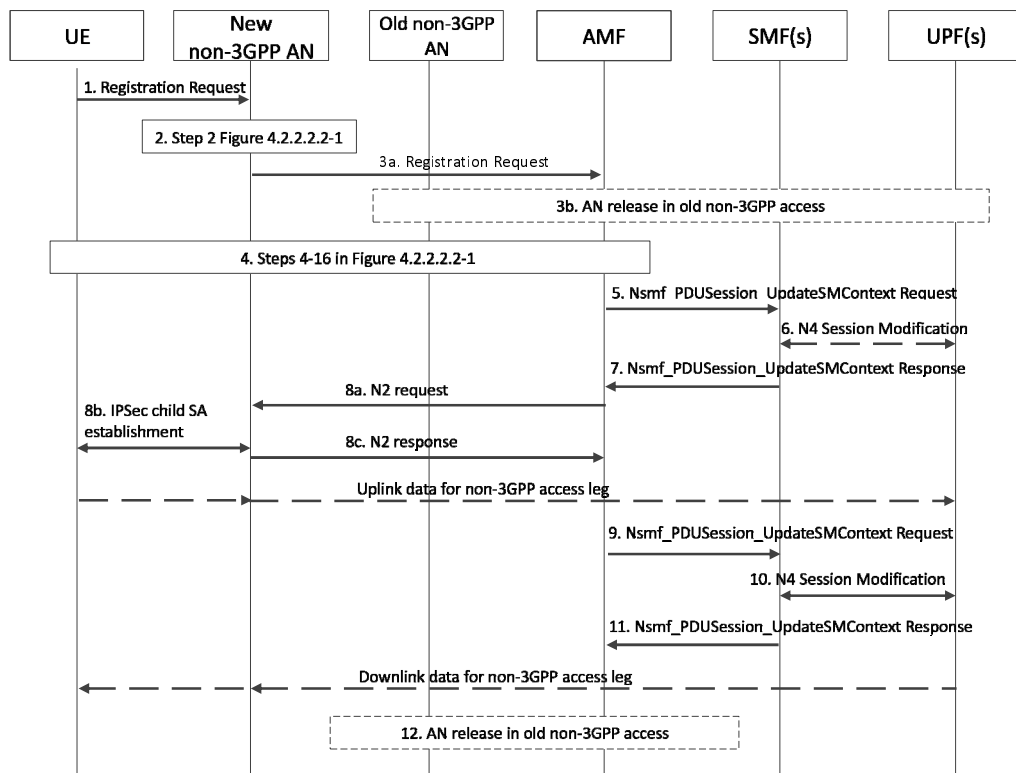 UE
New
non-3GPP AN
Old non-3GPP
AN
AMF
SMF(s)
UPF(s)
1. Registration Request
2. Step 2 Figure 4.2.2.2.2-1
3a. Registration Request
3b. AN release in old non-3GPP access
4. Steps 4-16 in Figure 4.2.2.2.2-1
5. Nsmf_PDUSession_UpdateSMContext Request
6. N4 Session Modification
7. Nsmf_PDUSession_UpdateSMContext Response
8a. N2 request
8b. IPSec child SA
establishment
8c. N2 response
Uplink data for non-3GPP access leg
9. Nsmf_PDUSession_UpdateSMContext Request
10. N4 Session Modification
11. Nsmf_PDUSession_UpdateSMContext Response
Downlink data for non-3GPP access leg
12. AN release in old non-3GPP access